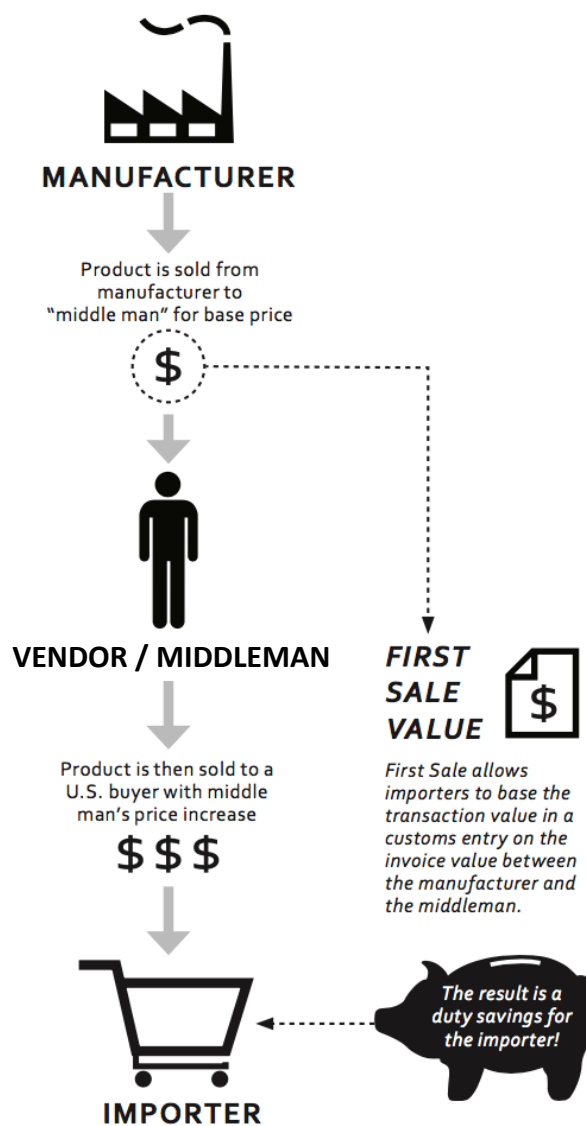 MANUFACTURER
Product is sold from
manufacturer to
“middle man” for base price
$
VENDOR / MIDDLEMAN
Product is then sold to a
U.S. buyer with middle
man’s price increase
$ $ $
IMPORTER
FIRST
SALE
VALUE
$
First Sale allows
importers to base the
transaction value in a
customs entry on the
invoice value between
the manufacturer and
the middleman.
The result is a
duty savings for
the importer!